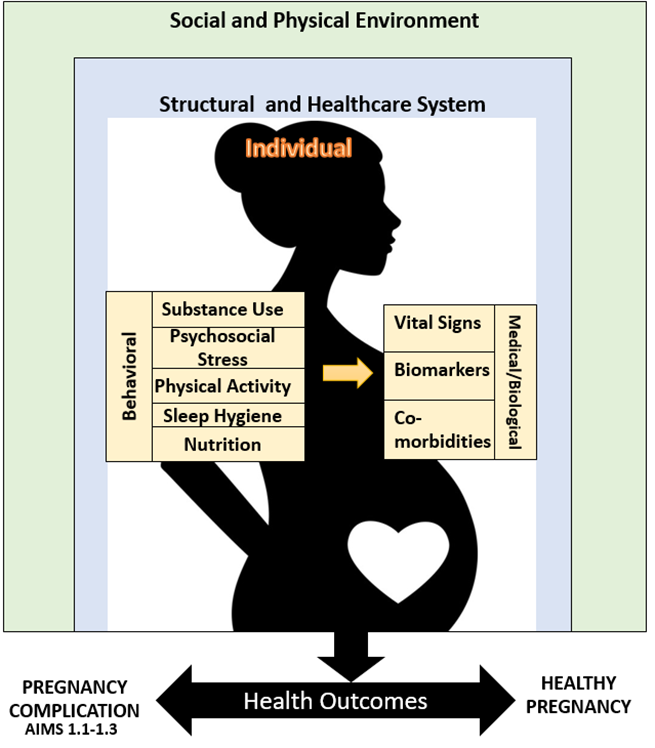 Social and Physical Environment
Structural and Healthcare System
Individual
Behavioral
Substance Use
Psychosocial
Stress
Physical Activity
Sleep Hygiene
Nutrition
Vital Signs
Biomarkers
Co-
morbidities
Medical/Biological
Health Outcomes
PREGNANCY
COMPLICATION
AIMS 1.1-1.3
HEALTHY
PREGNANCY